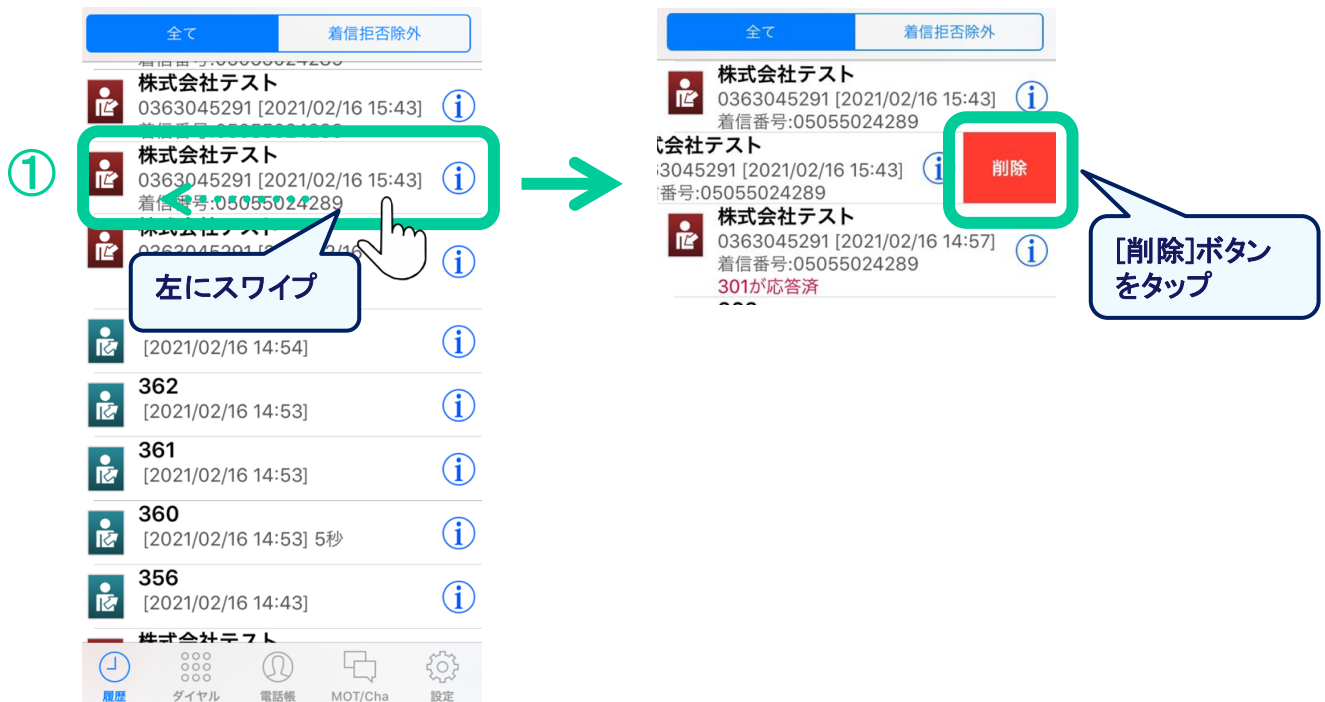 全て 着信拒否除外
株式会社テスト
0363045291 [2021/02/16 15:43]
①
株式会社テスト
0363045291 [2021/02/16 15:43]
着信番号:05055024289
株式会社テスト
左にスワイプ
[2021/02/16 14:54]
362
[2021/02/16 14:53]
361
[2021/02/16 14:53]
360
[2021/02/16 14:53] 5秒
356
[2021/02/16 14:43]
株式会社テスト
履歴 ダイヤル 電話帳 MOT/Cha 設定
全て 着信拒否除外
株式会社テスト
0363045291 [2021/02/16 15:43]
着信番号:05055024289
会社テスト
3045291 [2021/02/16 15:43]
番号:05055024289
削除
株式会社テスト
0363045291 [2021/02/16 14:57]
着信番号:05055024289
301が応答済
[削除]ボタン
をタップ